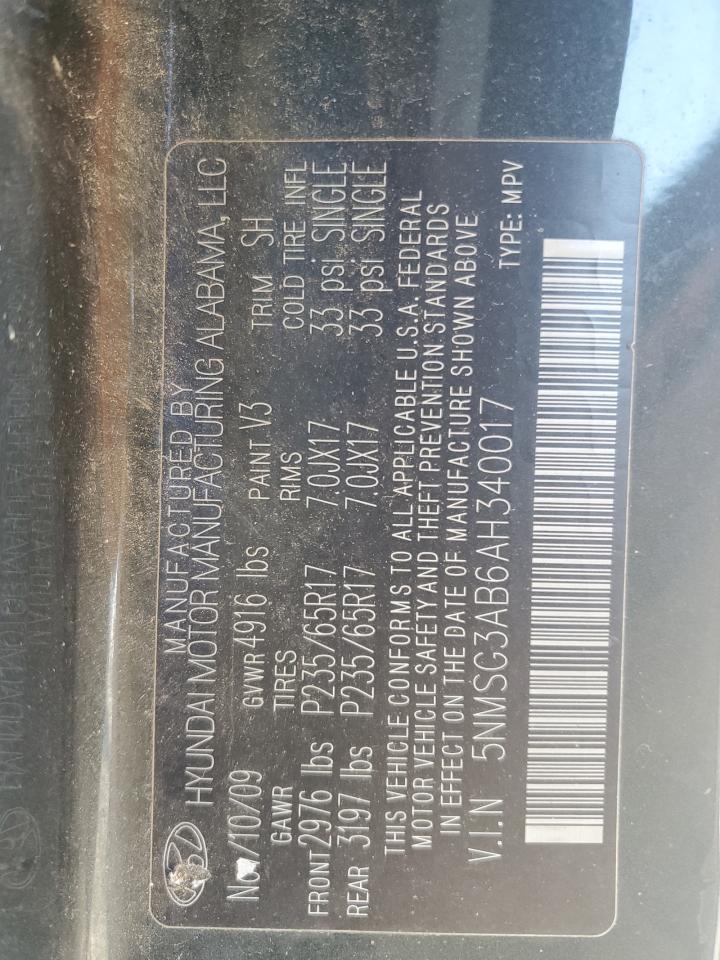 MANUFACTURED BY
HYUNDAI MOTOR MANUFACTURING ALABAMA, LLC
/10/09 GVWR 4916 lbs PAINT V3 TRIM SH
GAWR TIRES RIMS COLD TIRE INFL
FRONT 2976 lbs P235/65R17 7.0JX17 33 psi SINGLE
REAR 3197 lbs P235/65R17 7.0JX17 33 psi SINGLE
THIS VEHICLE CONFORMS TO ALL APPLICABLE U.S.A. FEDERAL
MOTOR VEHICLE SAFETY AND THEFT PREVENTION STANDARDS
IN EFFECT ON THE DATE OF MANUFACTURE SHOWN ABOVE
V.I.N 5NMSG3AB6AH340017
TYPE: MPV